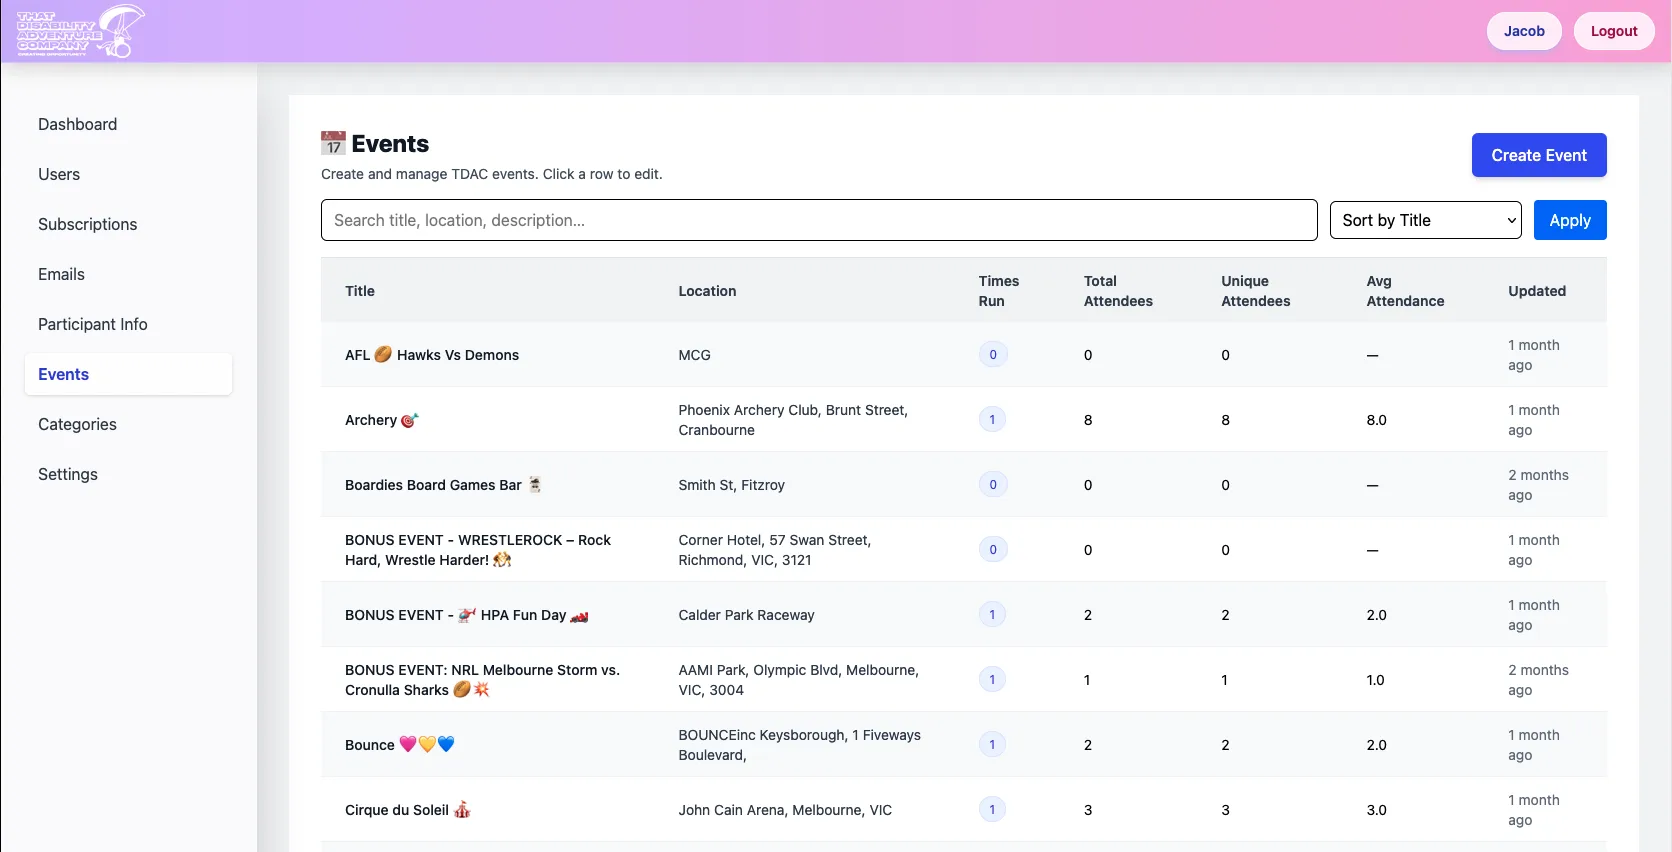 THAT
DISABILITY
ADVENTURE
COMPANY
CREATING OPPORTUNITY
Jacob
Logout
Dashboard
Users
Subscriptions
Emails
Participant Info
Events
Categories
Settings
17 Events
Create and manage TDAC events. Click a row to edit.
Create Event
Search title, location, description...
Sort by Title
Apply
Title
Location
Times
Run
Total
Attendees
Unique
Attendees
Avg
Attendance
Updated
AFL 🏉 Hawks Vs Demons
MCG
0
0
0
—
1 month
ago
Archery 🎯
Phoenix Archery Club, Brunt Street,
Cranbourne
1
8
8
8.0
1 month
ago
Boardies Board Games Bar 🃏
Smith St, Fitzroy
0
0
0
—
2 months
ago
BONUS EVENT - WRESTLEROCK – Rock
Hard, Wrestle Harder! 🤼
Corner Hotel, 57 Swan Street,
Richmond, VIC, 3121
0
0
0
—
1 month
ago
BONUS EVENT - 🚁 HPA Fun Day 🏎️
Calder Park Raceway
1
2
2
2.0
1 month
ago
BONUS EVENT: NRL Melbourne Storm vs.
Cronulla Sharks 🏉💥
AAMI Park, Olympic Blvd, Melbourne,
VIC, 3004
1
1
1
1.0
2 months
ago
Bounce 💗💛💙
BOUNCEinc Keysborough, 1 Fiveways
Boulevard,
1
2
2
2.0
1 month
ago
Cirque du Soleil 🎪
John Cain Arena, Melbourne, VIC
1
3
3
3.0
1 month
ago